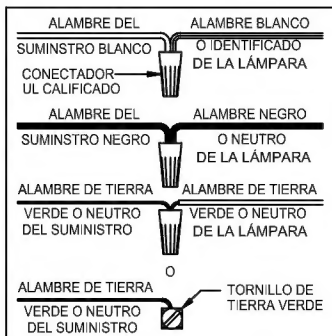 ALAMBRE DEL ALAMBRE BLANCO
SUMINSTRO BLANCO O IDENTIFICADO
DE LA LÁMPARA
CONECTADOR
UL CALIFICADO
ALAMBRE DEL ALAMBRE NEGRO
SUMINSTRO NEGRO O NEUTRO
DE LA LÁMPARA
ALAMBRE DE TIERRA ALAMBRE DE TIERRA
VERDE O NEUTRO VERDE O NEUTRO
DEL SUMINISTRO DE LA LÁMPARA
O
ALAMBRE DE TIERRA TORNILLO DE
TIERRA VERDE
VERDE O NEUTRO
DEL SUMINISTRO